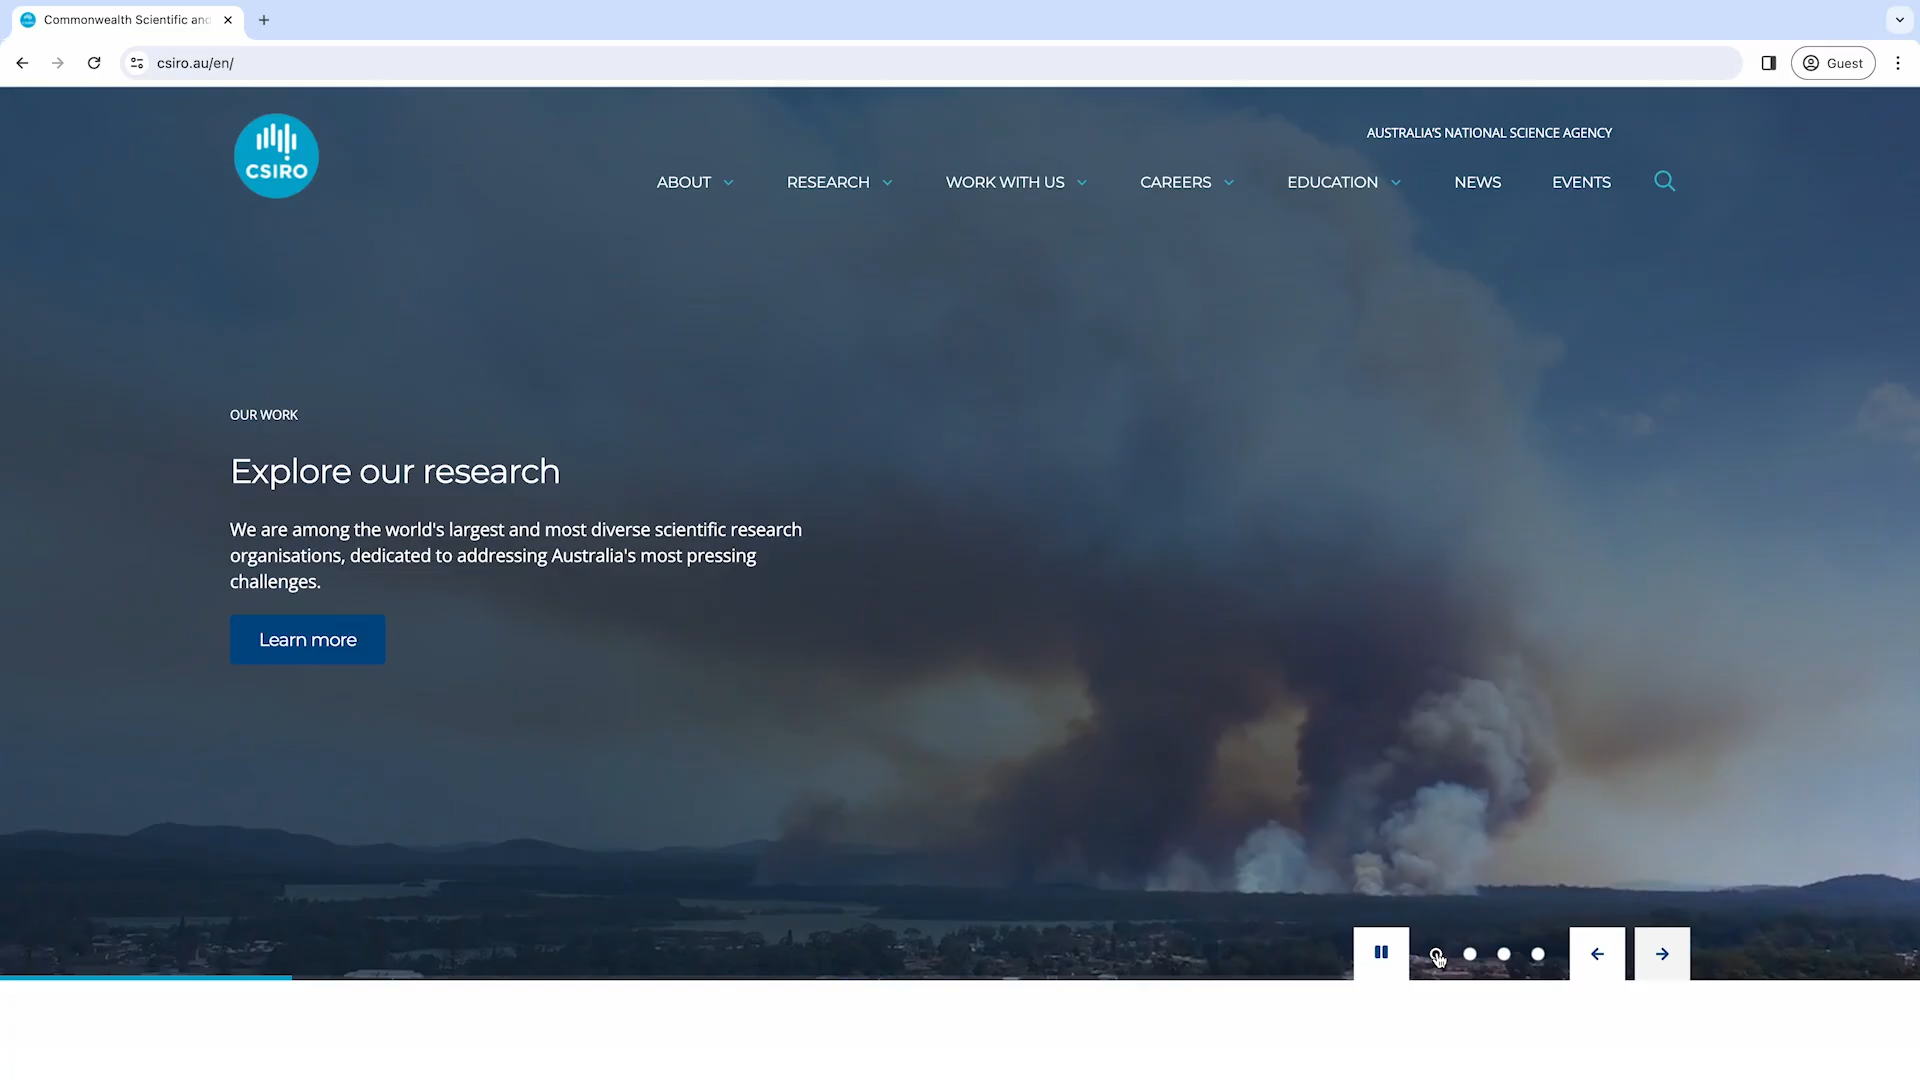 Commonwealth Scientific and
csiro.au/en/
Guest
CSIRO
AUSTRALIA'S NATIONAL SCIENCE AGENCY
ABOUT
RESEARCH
WORK WITH US
CAREERS
EDUCATION
NEWS
EVENTS
OUR WORK
Explore our research
We are among the world's largest and most diverse scientific research
organisations, dedicated to addressing Australia's most pressing
challenges.
Learn more